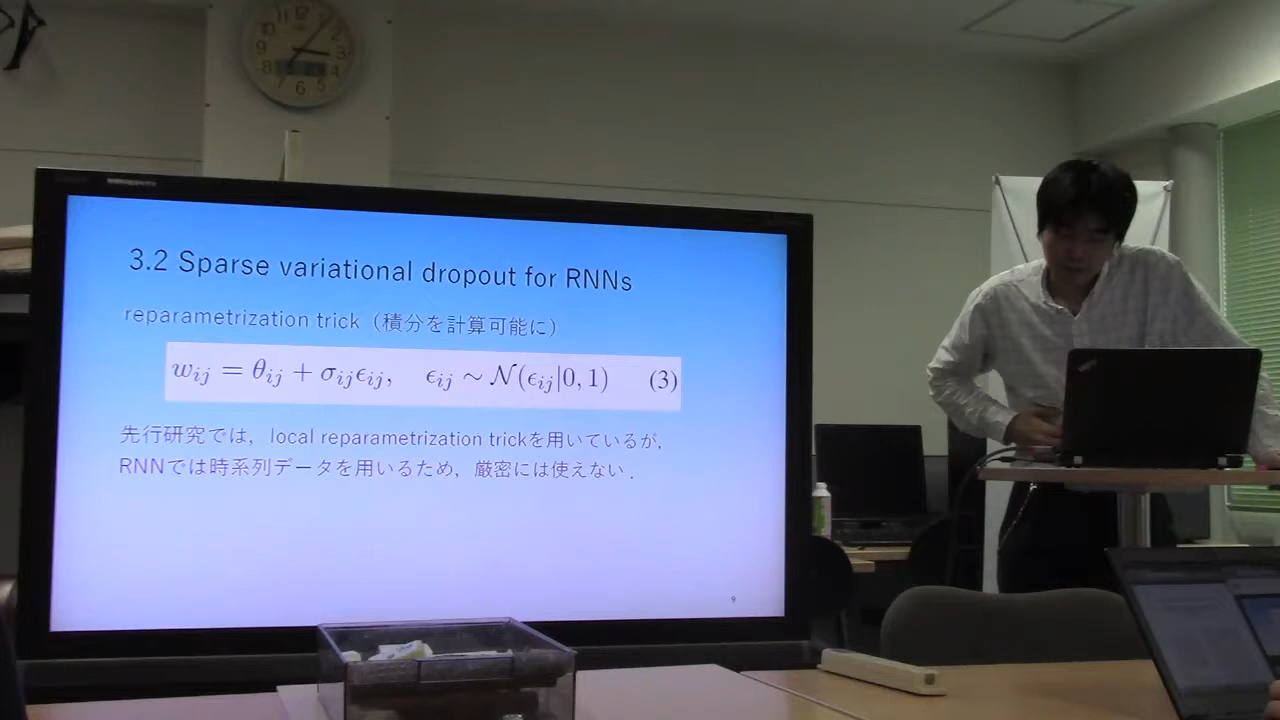 3.2 Sparse variational dropout for RNNs
reparametrization trick（積分を計算可能に）
w_{ij} = θ_{ij} + σ_{ij}ϵ_{ij},   ϵ_{ij} ∼ 𝒩(ϵ_{ij}|0, 1)   (3)
先行研究では，local reparametrization trickを用いているが，
RNNでは時系列データを用いるため，厳密には使えない．
9